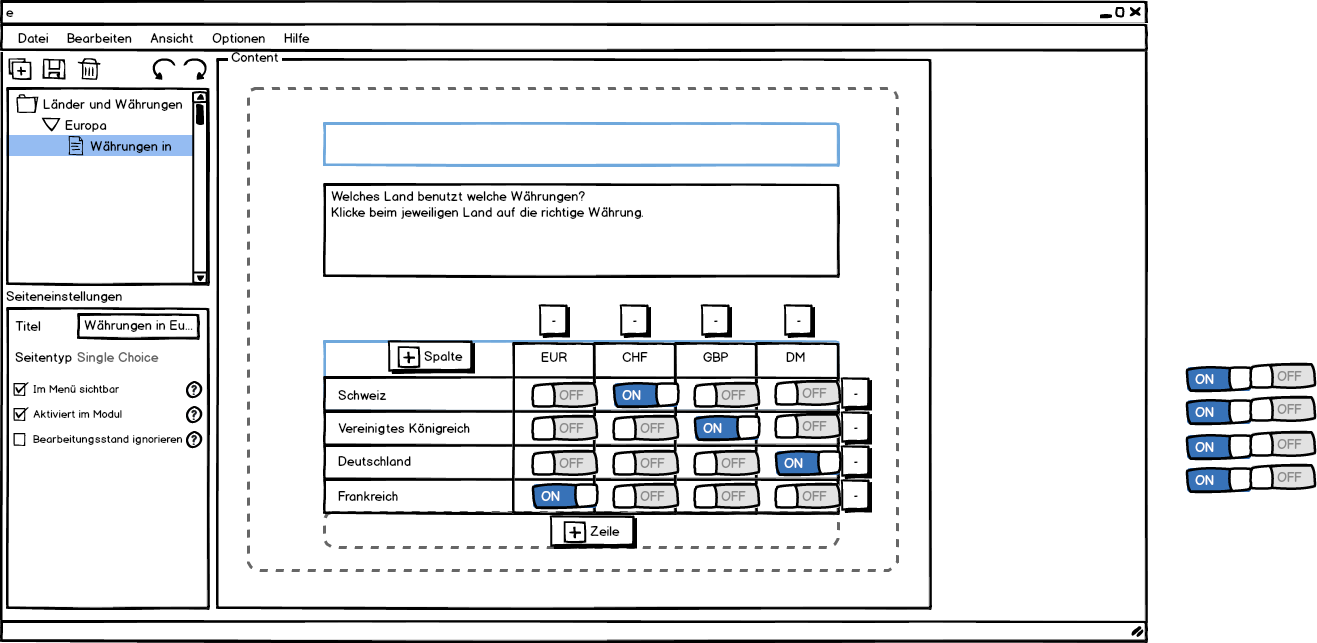 e
Datei Bearbeiten Ansicht Optionen Hilfe
Content
Länder und Währungen
Europa
Währungen in
Seiteneinstellungen
Titel Währungen in Eu...
Seitentyp Single Choice
Im Menü sichtbar ?
Aktiviert im Modul ?
Bearbeitungsstand ignorieren ?
Welches Land benutzt welche Währungen?
Klicke beim jeweiligen Land auf die richtige Währung.
- - - -
+ Spalte EUR CHF GBP DM
Schweiz OFF ON OFF OFF -
Vereinigtes Königreich OFF OFF ON OFF -
Deutschland OFF OFF OFF ON -
Frankreich ON OFF OFF OFF -
+ Zeile
ON OFF
ON OFF
ON OFF
ON OFF